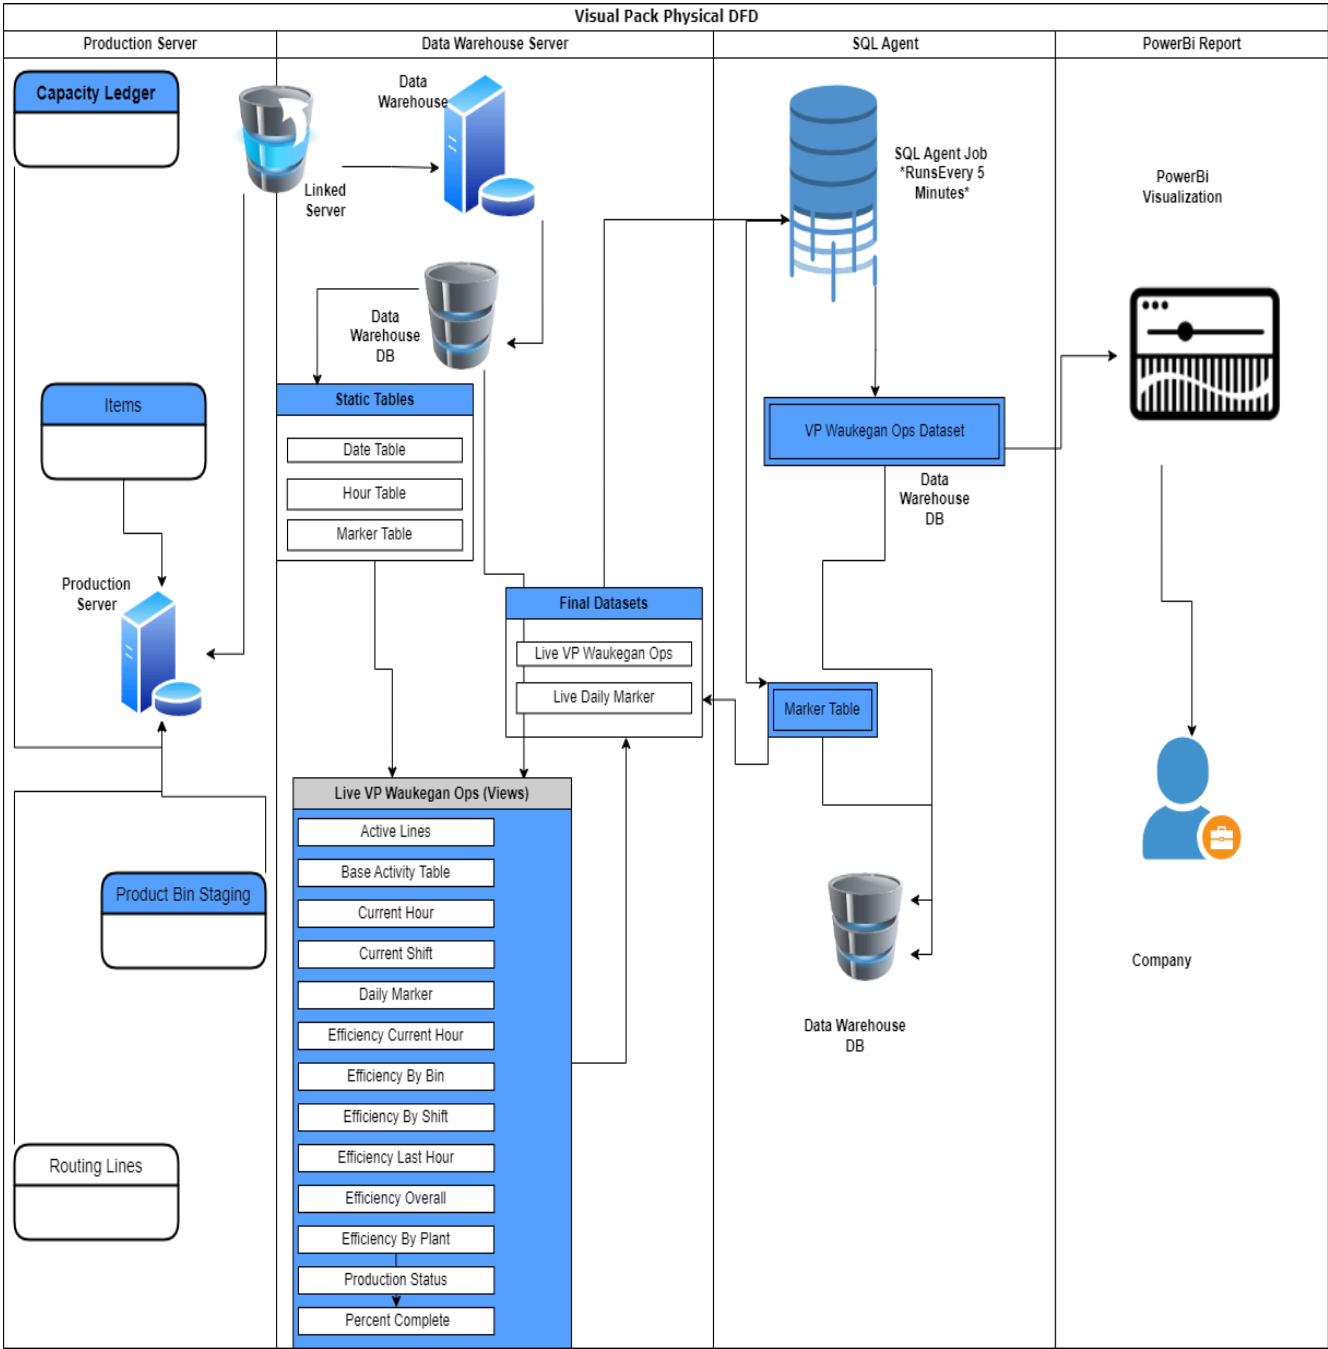 Visual Pack Physical DFD
Production Server
Data Warehouse Server
SQL Agent
PowerBi Report
Capacity Ledger
Data
Warehouse
Linked
Server
SQL Agent Job
*RunsEvery 5
Minutes*
PowerBi
Visualization
Data
Warehouse
DB
Items
Static Tables
Date Table
Hour Table
Marker Table
VP Waukegan Ops Dataset
Data
Warehouse
DB
Production
Server
Final Datasets
Live VP Waukegan Ops
Live Daily Marker
Marker Table
Live VP Waukegan Ops (Views)
Active Lines
Base Activity Table
Current Hour
Current Shift
Daily Marker
Efficiency Current Hour
Efficiency By Bin
Efficiency By Shift
Efficiency Last Hour
Efficiency Overall
Efficiency By Plant
Production Status
Percent Complete
Product Bin Staging
Routing Lines
Data Warehouse
DB
Company